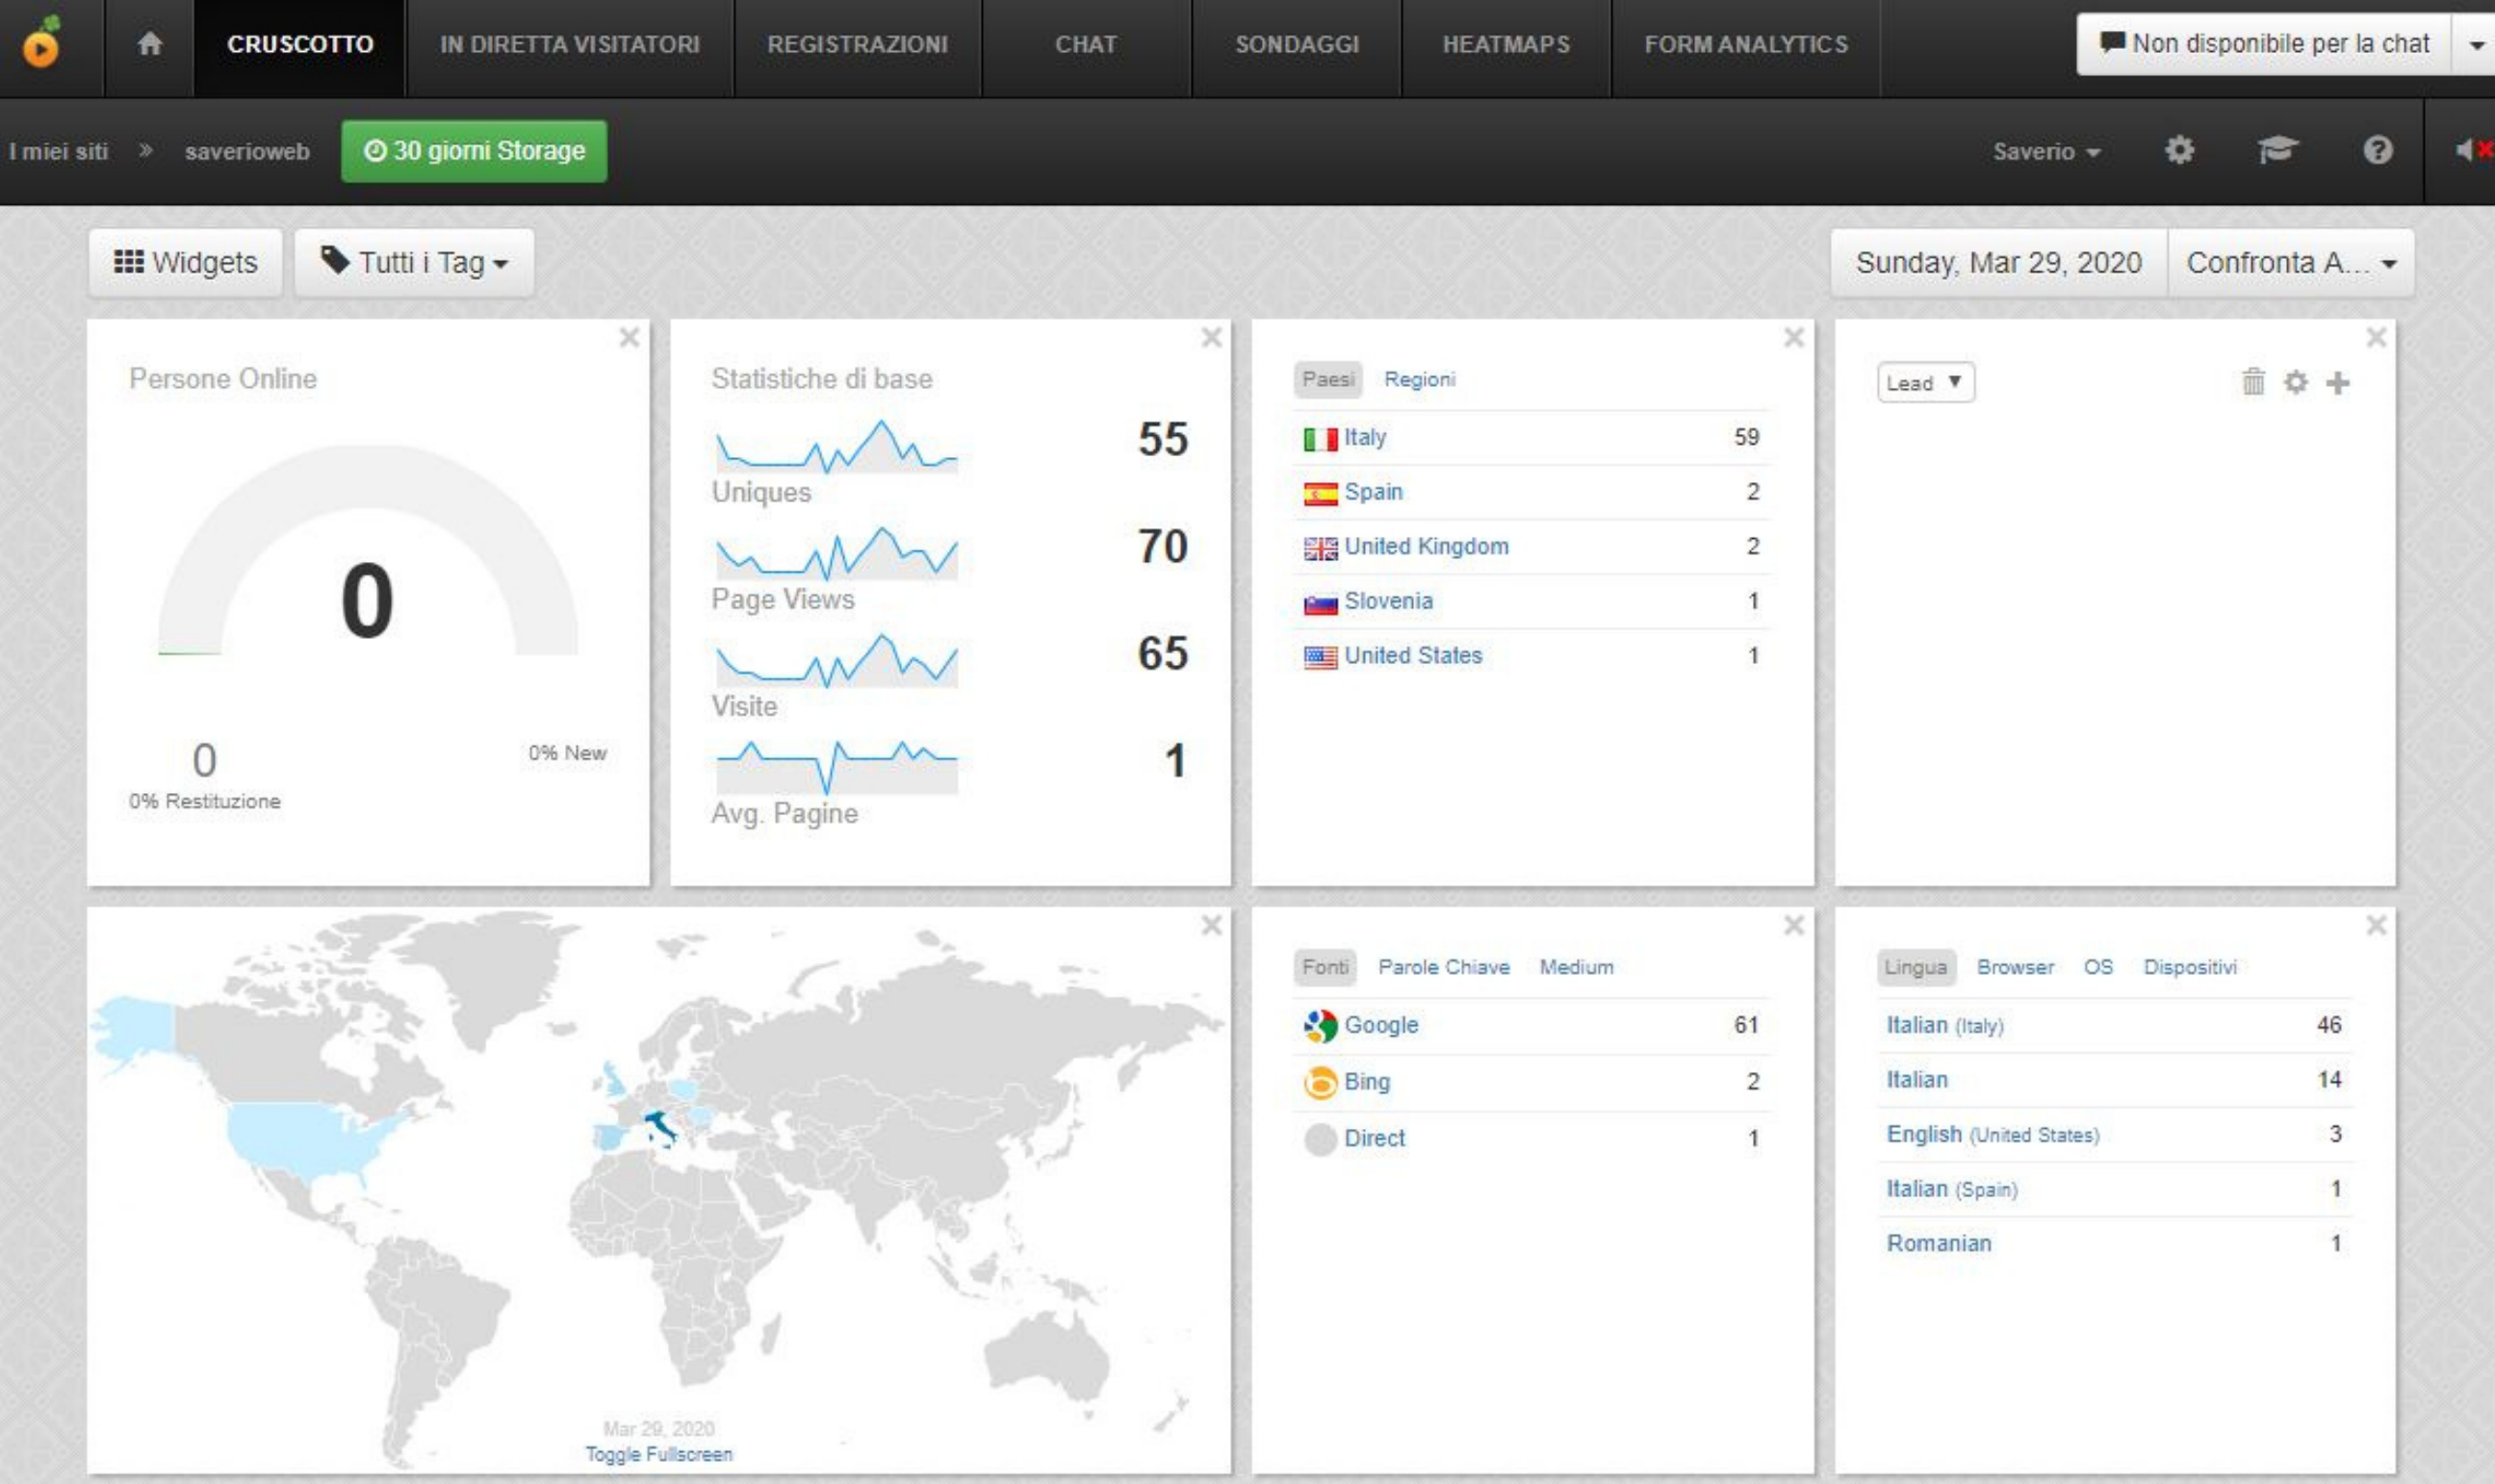 CRUSCOTTO IN DIRETTA VISITATORI REGISTRAZIONI CHAT SONDAGGI HEATMAPS FORM ANALYTICS Non disponibile per la chat
I miei siti » saverioweb 30 giorni Storage Saverio
Widgets Tutti i Tag Sunday, Mar 29, 2020 Confronta A...
Persone Online
0
0
0% New
0% Restituzione
Statistiche di base
55
Uniques
70
Page Views
65
Visite
1
Avg. Pagine
Paesi Regioni
Italy 59
Spain 2
United Kingdom 2
Slovenia 1
United States 1
Lead
Mar 29, 2020
Toggle Fullscreen
Fonti Parole Chiave Medium
Google 61
Bing 2
Direct 1
Lingua Browser OS Dispositivi
Italian (Italy) 46
Italian 14
English (United States) 3
Italian (Spain) 1
Romanian 1